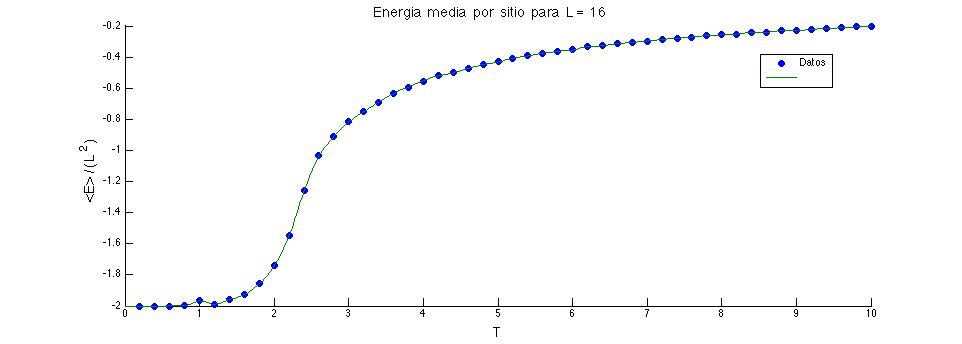 Energia media por sitio para L = 16
-0.2
-0.4
-0.6
-0.8
-1
-1.2
-1.4
-1.6
-1.8
-2
<E>/(L^2)
Datos
0 1 2 3 4 5 6 7 8 9 10
T